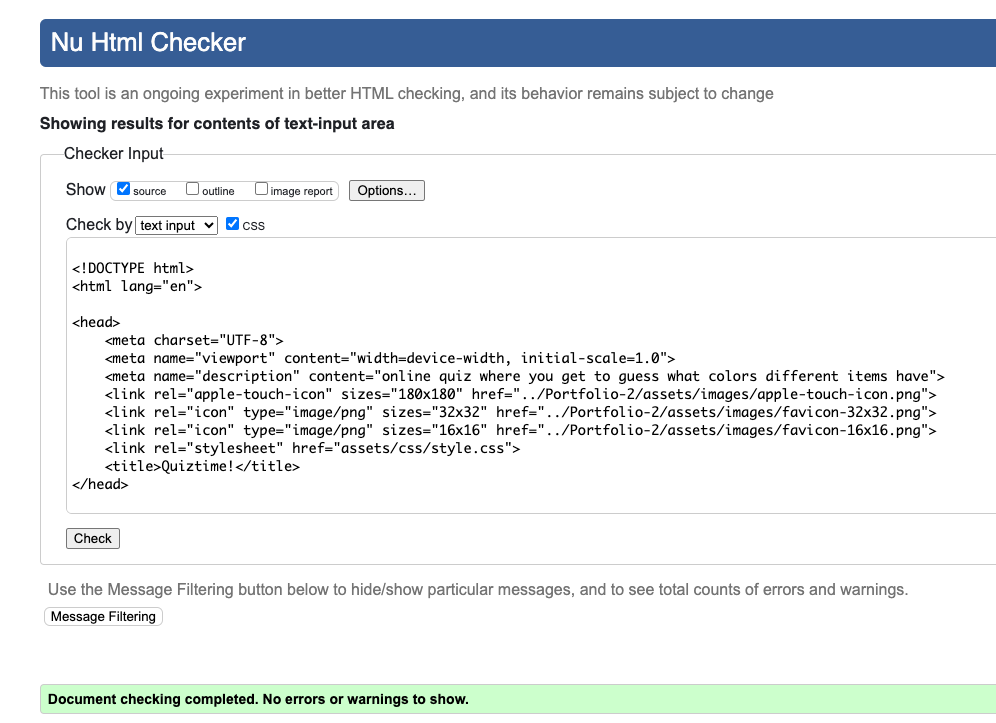 Nu Html Checker
This tool is an ongoing experiment in better HTML checking, and its behavior remains subject to change
Showing results for contents of text-input area
Checker Input
Show source outline image report Options...
Check by text input CSS
<!DOCTYPE html>
<html lang="en">
<head>
    <meta charset="UTF-8">
    <meta name="viewport" content="width=device-width, initial-scale=1.0">
    <meta name="description" content="online quiz where you get to guess what colors different items have">
    <link rel="apple-touch-icon" sizes="180x180" href="../Portfolio-2/assets/images/apple-touch-icon.png">
    <link rel="icon" type="image/png" sizes="32x32" href="../Portfolio-2/assets/images/favicon-32x32.png">
    <link rel="icon" type="image/png" sizes="16x16" href="../Portfolio-2/assets/images/favicon-16x16.png">
    <link rel="stylesheet" href="assets/css/style.css">
    <title>Quiztime!</title>
</head>
Check
Use the Message Filtering button below to hide/show particular messages, and to see total counts of errors and warnings.
Message Filtering
Document checking completed. No errors or warnings to show.